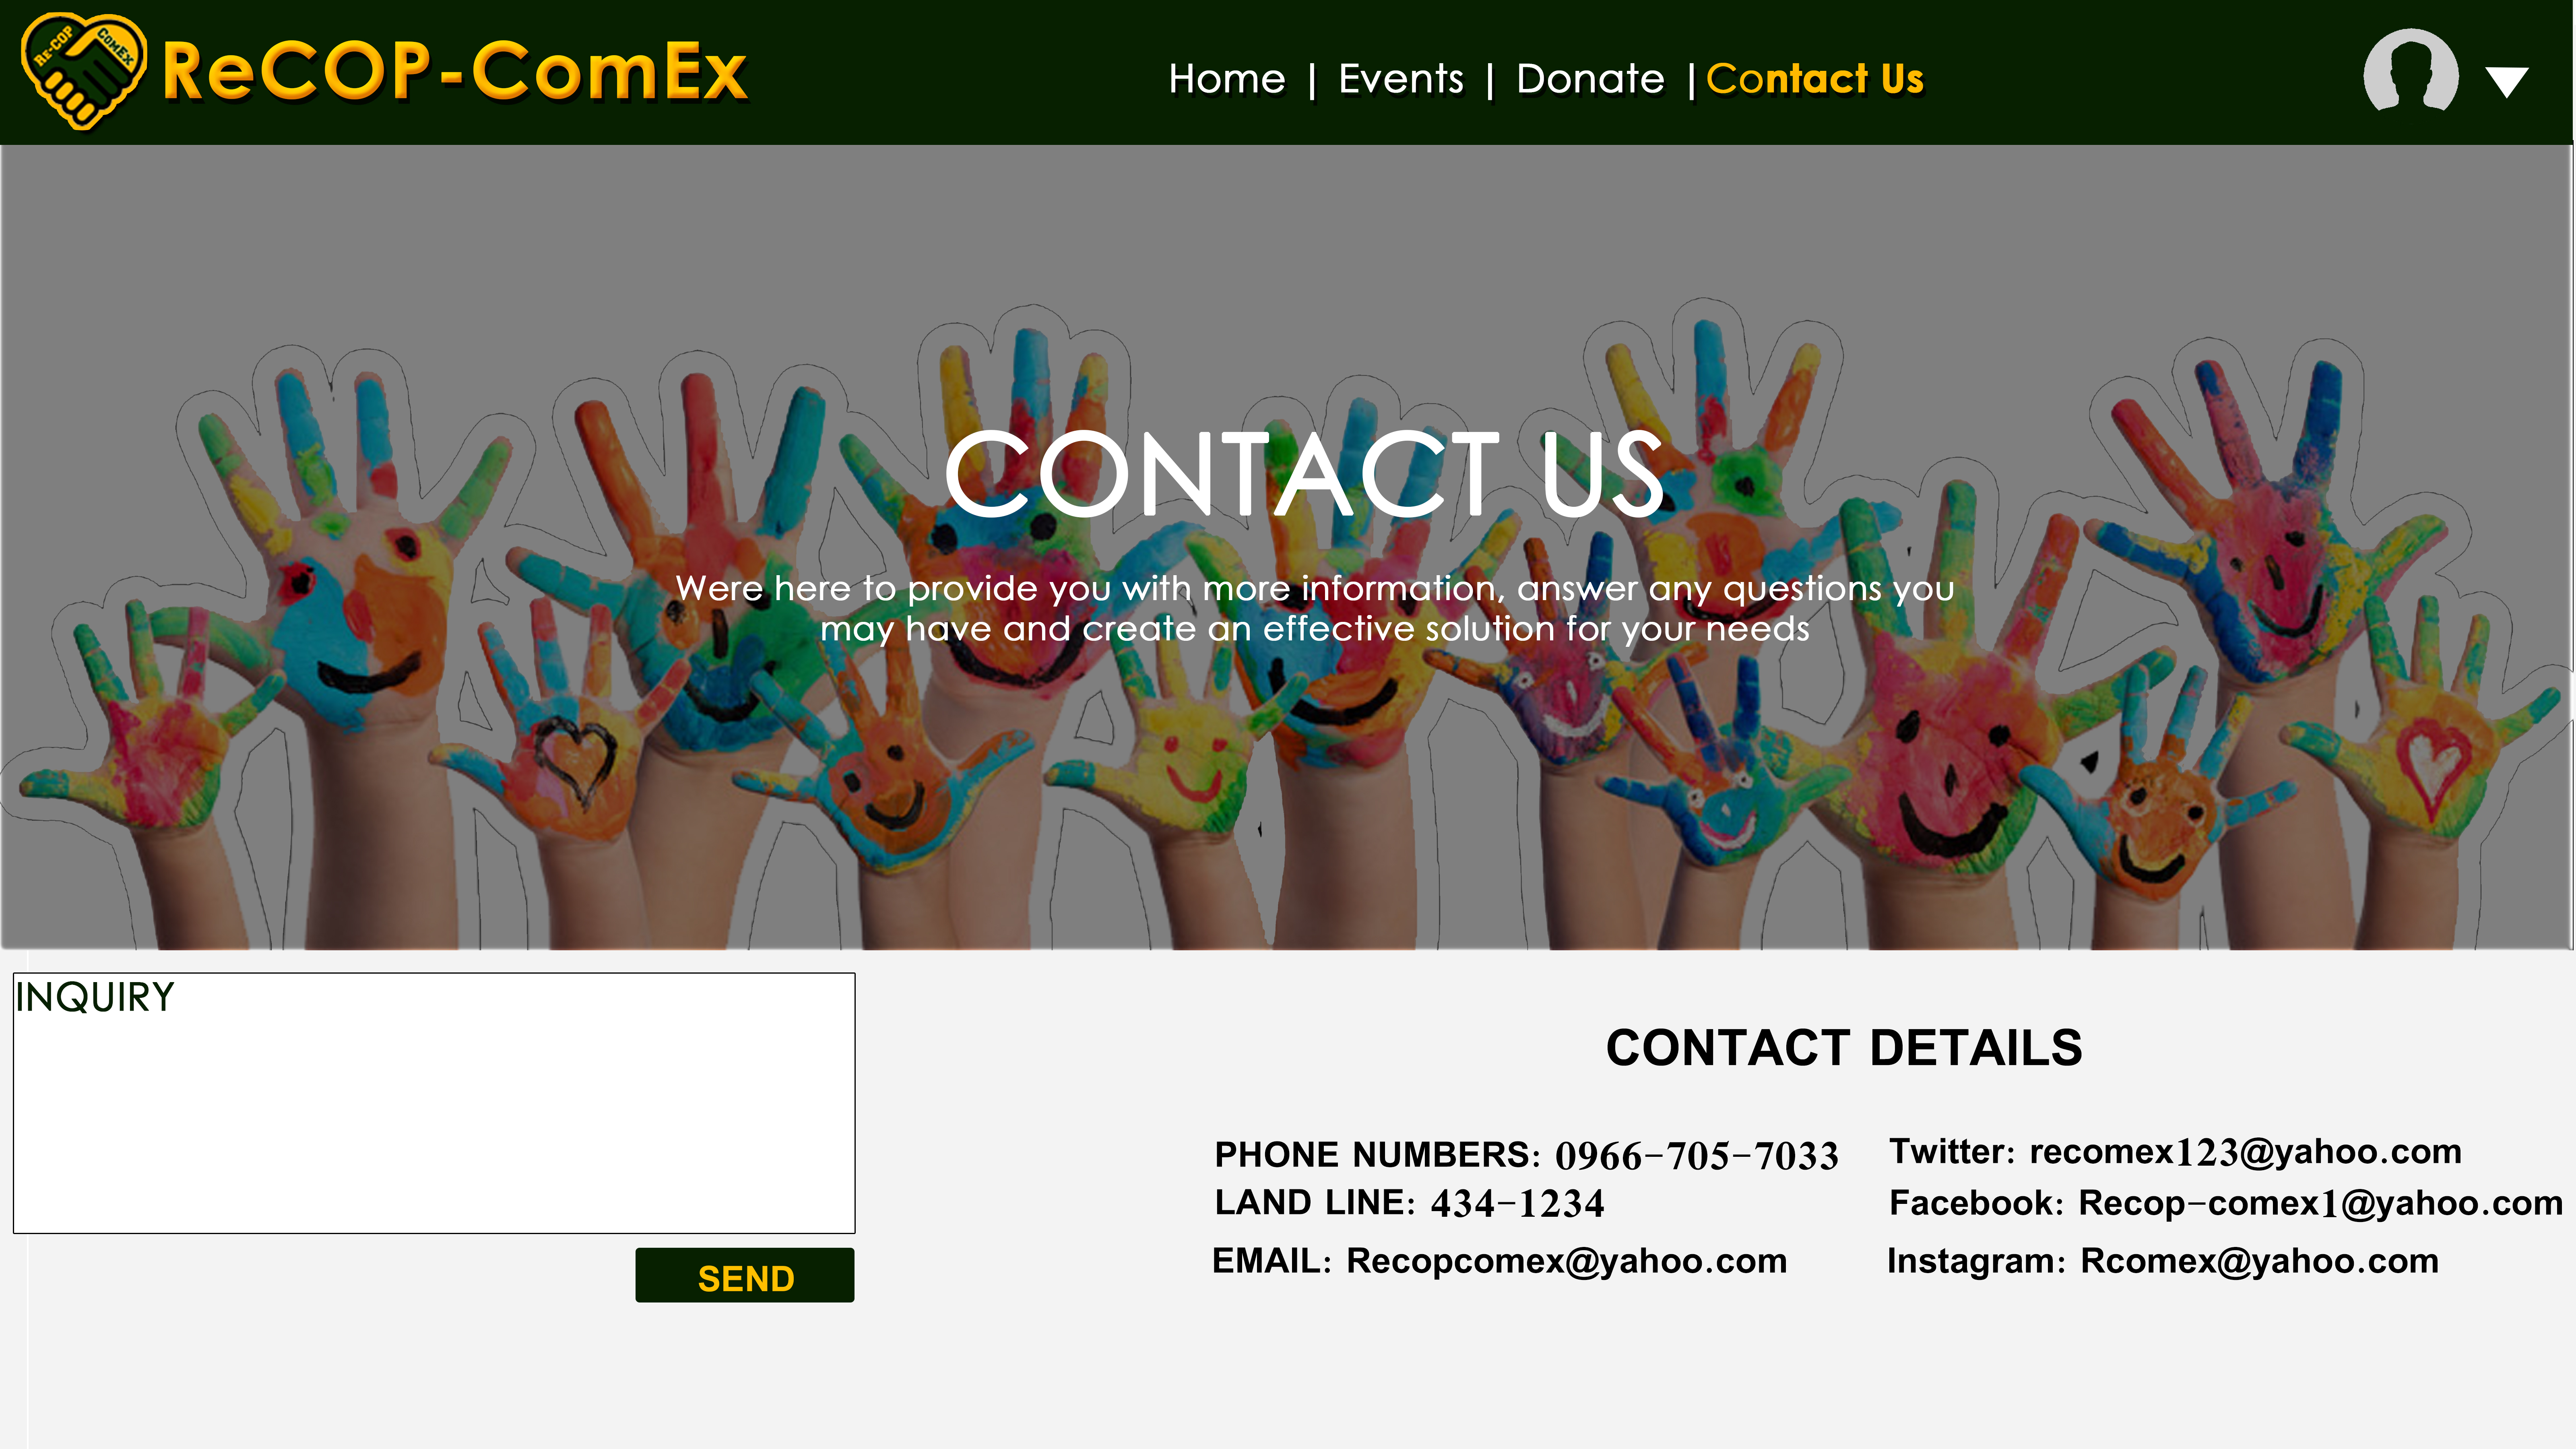 RE-COP COMEX
ReCOP-ComEx
Home | Events | Donate | Contact Us
CONTACT US
Were here to provide you with more information, answer any questions you
may have and create an effective solution for your needs
INQUIRY
SEND
CONTACT DETAILS
PHONE NUMBERS: 0966-705-7033
LAND LINE: 434-1234
EMAIL: Recopcomex@yahoo.com
Twitter: recomex123@yahoo.com
Facebook: Recop-comex1@yahoo.com
Instagram: Rcomex@yahoo.com